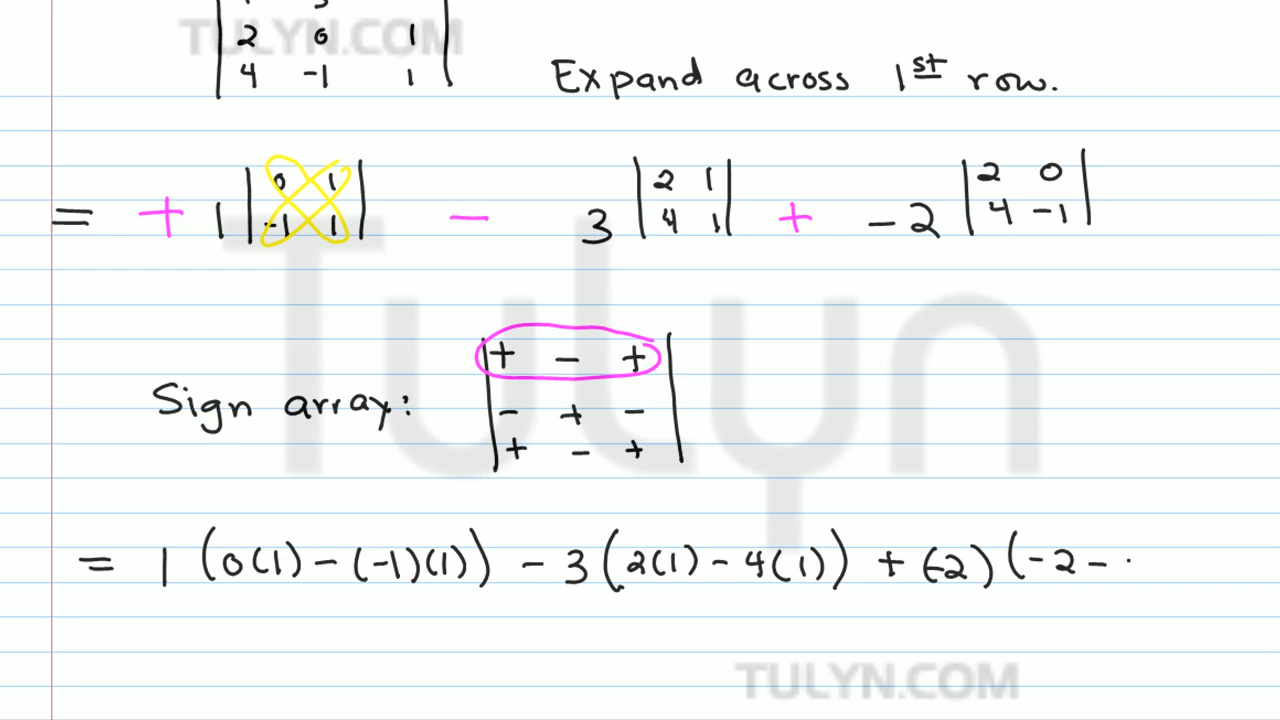 TULYN.COM
2 0 1
4 -1 1
Expand across 1st row.
= + 1 | 0 1 | - 3 | 2 1 | + -2 | 2 0 |
| -1 1 | | 4 1 | | 4 -1 |
Tulyn
+ - +
Sign array:
- + -
+ - +
= 1 (0(1) - (-1)(1)) - 3(2(1) - 4(1)) + (-2)(-2 -
TULYN.COM